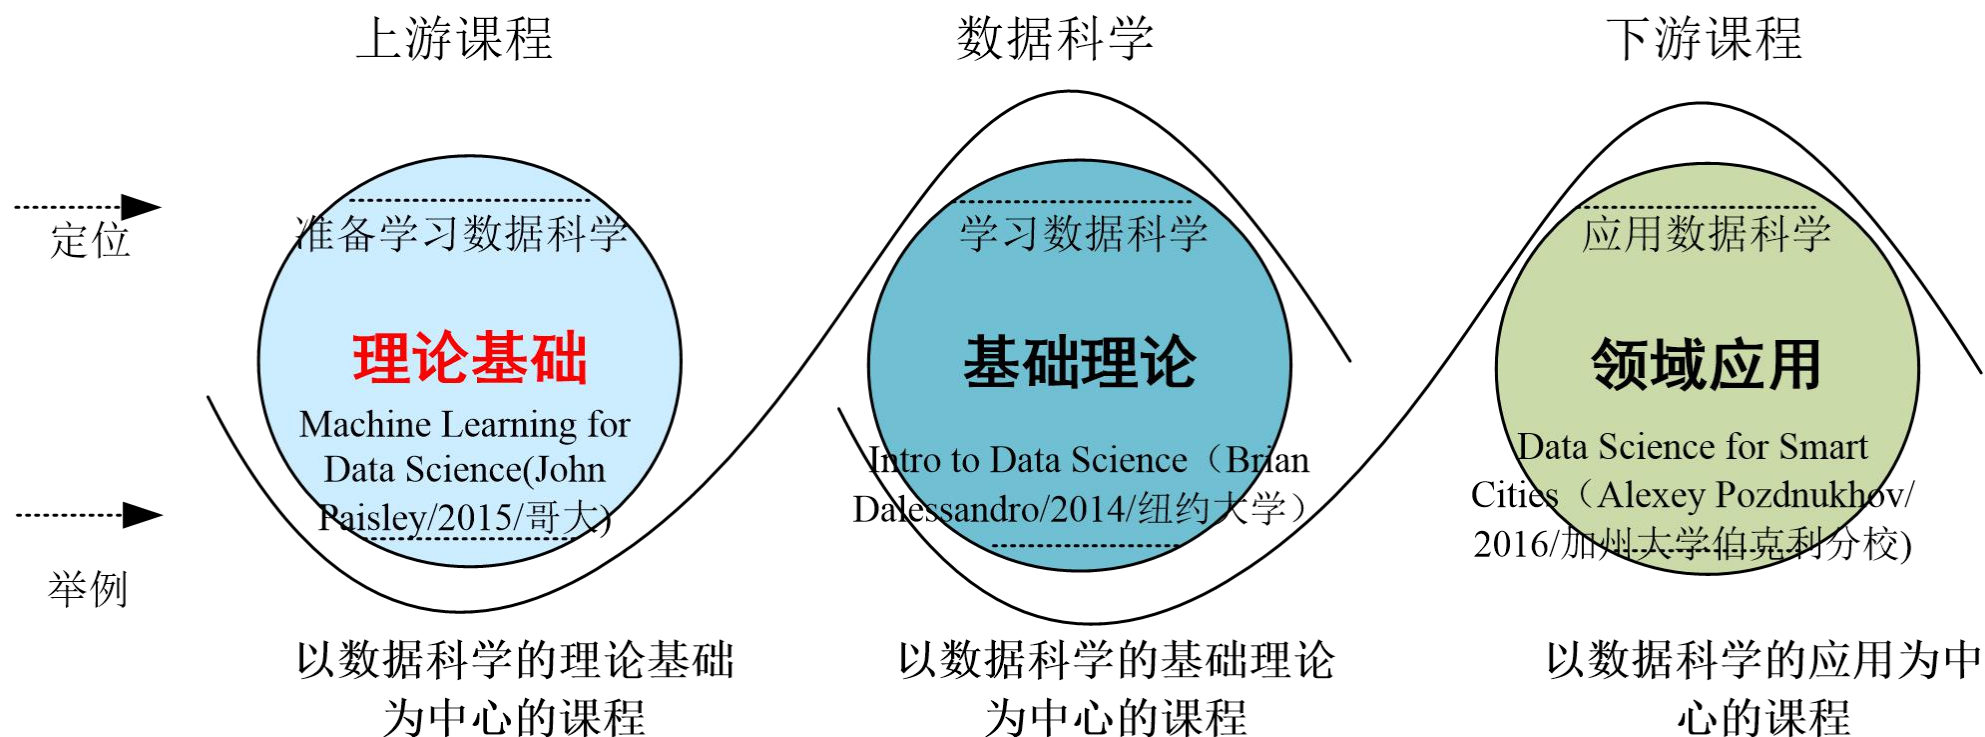 上游课程
数据科学
下游课程
定位
准备学习数据科学
学习数据科学
应用数据科学
理论基础
基础理论
领域应用
举例
Machine Learning for
Data Science(John
Paisley/2015/哥大)
Intro to Data Science（Brian
Dalessandro/2014/纽约大学）
Data Science for Smart
Cities（Alexey Pozdnukhov/
2016/加州大学伯克利分校)
以数据科学的理论基础
为中心的课程
以数据科学的基础理论
为中心的课程
以数据科学的应用为中
心的课程